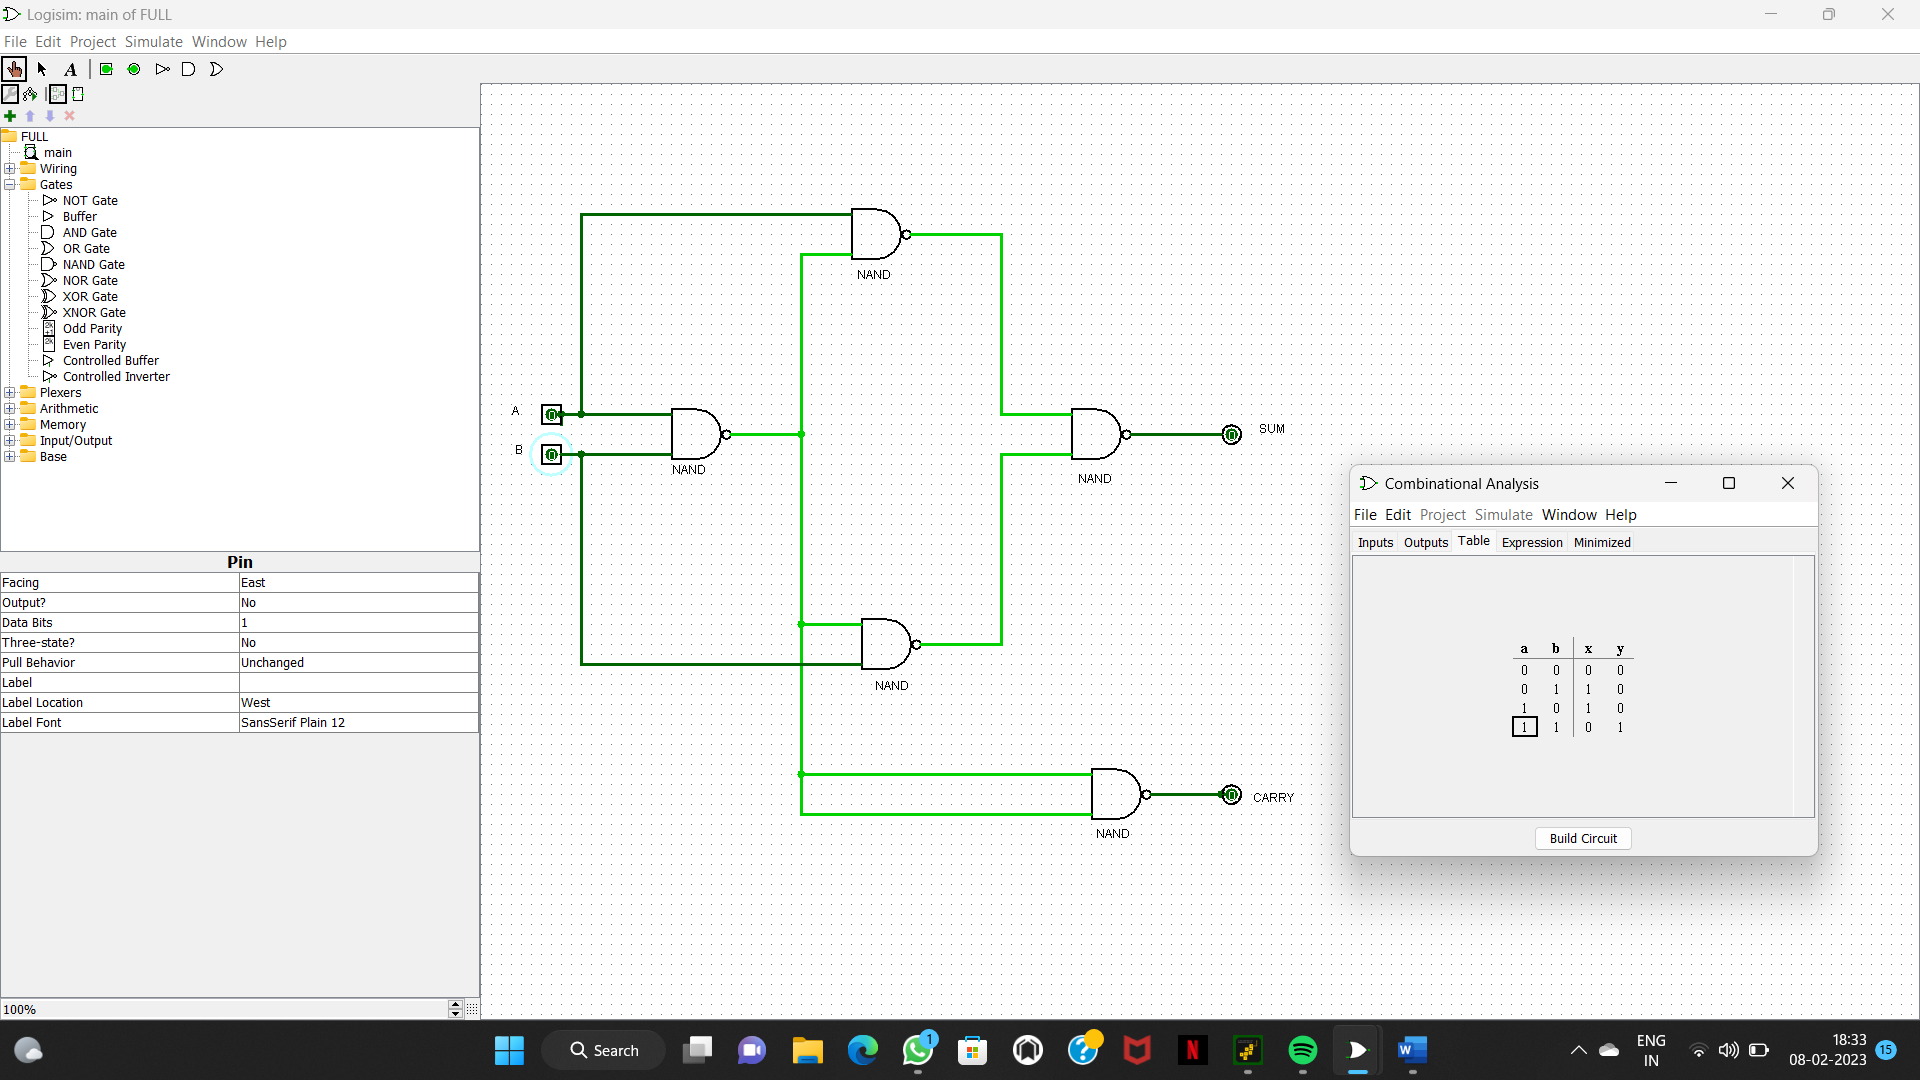 Logisim: main of FULL
File Edit Project Simulate Window Help
A
FULL
main
Wiring
Gates
NOT Gate
Buffer
AND Gate
OR Gate
NAND Gate
NOR Gate
XOR Gate
XNOR Gate
Odd Parity
Even Parity
Controlled Buffer
Controlled Inverter
Plexers
Arithmetic
Memory
Input/Output
Base
Pin
Facing East
Output? No
Data Bits 1
Three-state? No
Pull Behavior Unchanged
Label
Label Location West
Label Font SansSerif Plain 12
100%
NAND
A
B
NAND
SUM
NAND
NAND
CARRY
NAND
Combinational Analysis
File Edit Project Simulate Window Help
Inputs Outputs Table Expression Minimized
a b x y
0 0 0 0
0 1 1 0
1 0 1 0
1 1 0 1
Build Circuit
Search
1
ENG
IN
18:33
08-02-2023
15